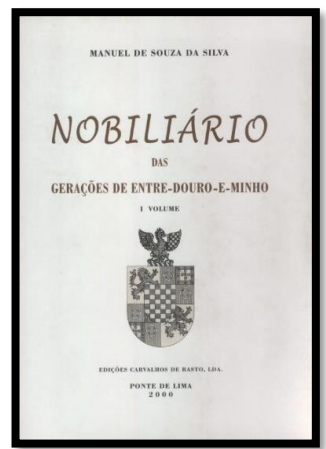 MANUEL DE SOUZA DA SILVA
NOBILIÁRIO
DAS
GERAÇÕES DE ENTRE-DOURO-E-MINHO
I VOLUME
EDIÇÕES CARVALHOS DE BASTO, LDA.
PONTE DE LIMA
2000